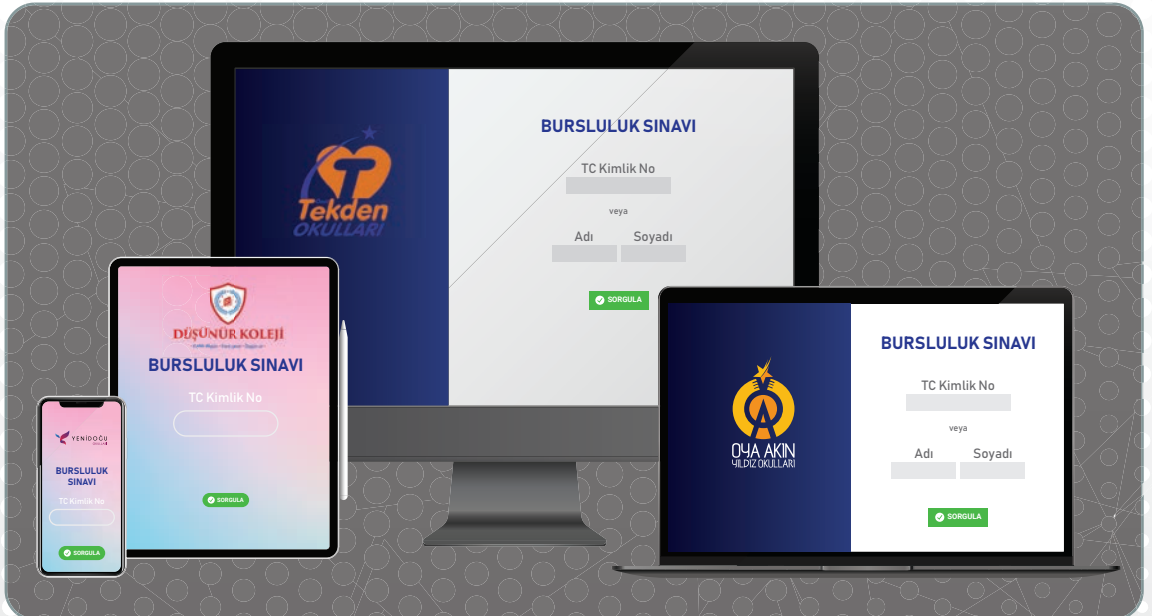 Tekden
OKULLARI
BURSLULUK SINAVI
TC Kimlik No
veya
Adı Soyadı
SORGULA
DÜŞÜNÜR KOLEJİ
BURSLULUK SINAVI
TC Kimlik No
SORGULA
YENİDOĞU
BURSLULUK
SINAVI
TC Kimlik No
SORGULA
OYA AKIN
YILDIZ OKULLARI
BURSLULUK SINAVI
TC Kimlik No
veya
Adı Soyadı
SORGULA